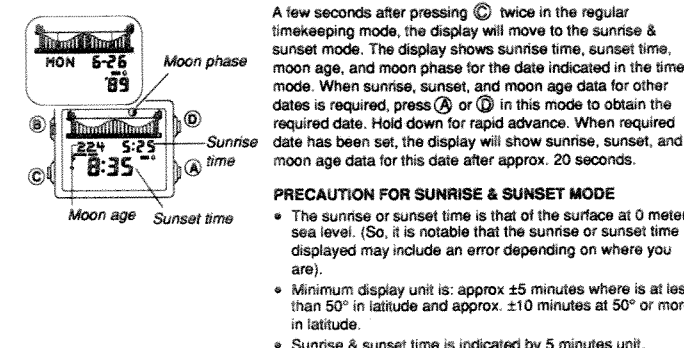 A few seconds after pressing Ⓒ twice in the regular
timekeeping mode, the display will move to the sunrise &
sunset mode. The display shows sunrise time, sunset time,
moon age, and moon phase for the date indicated in the time
mode. When sunrise, sunset, and moon age data for other
dates is required, press Ⓐ or Ⓓ in this mode to obtain the
required date. Hold down for rapid advance. When required
date has been set, the display will show sunrise, sunset, and
moon age data for this date after approx. 20 seconds.
MON 6-26
'89
Moon phase
Ⓑ
Ⓓ
22.4 5:25
Sunrise
time
8:35
Ⓒ
Ⓐ
Moon age
Sunset time
PRECAUTION FOR SUNRISE & SUNSET MODE
• The sunrise or sunset time is that of the surface at 0 meter
sea level. (So, it is notable that the sunrise or sunset time
displayed may include an error depending on where you
are).
• Minimum display unit is: approx ±5 minutes where is at les
than 50° in latitude and approx. ±10 minutes at 50° or mor
in latitude.
• Sunrise & sunset time is indicated by 5 minutes unit.